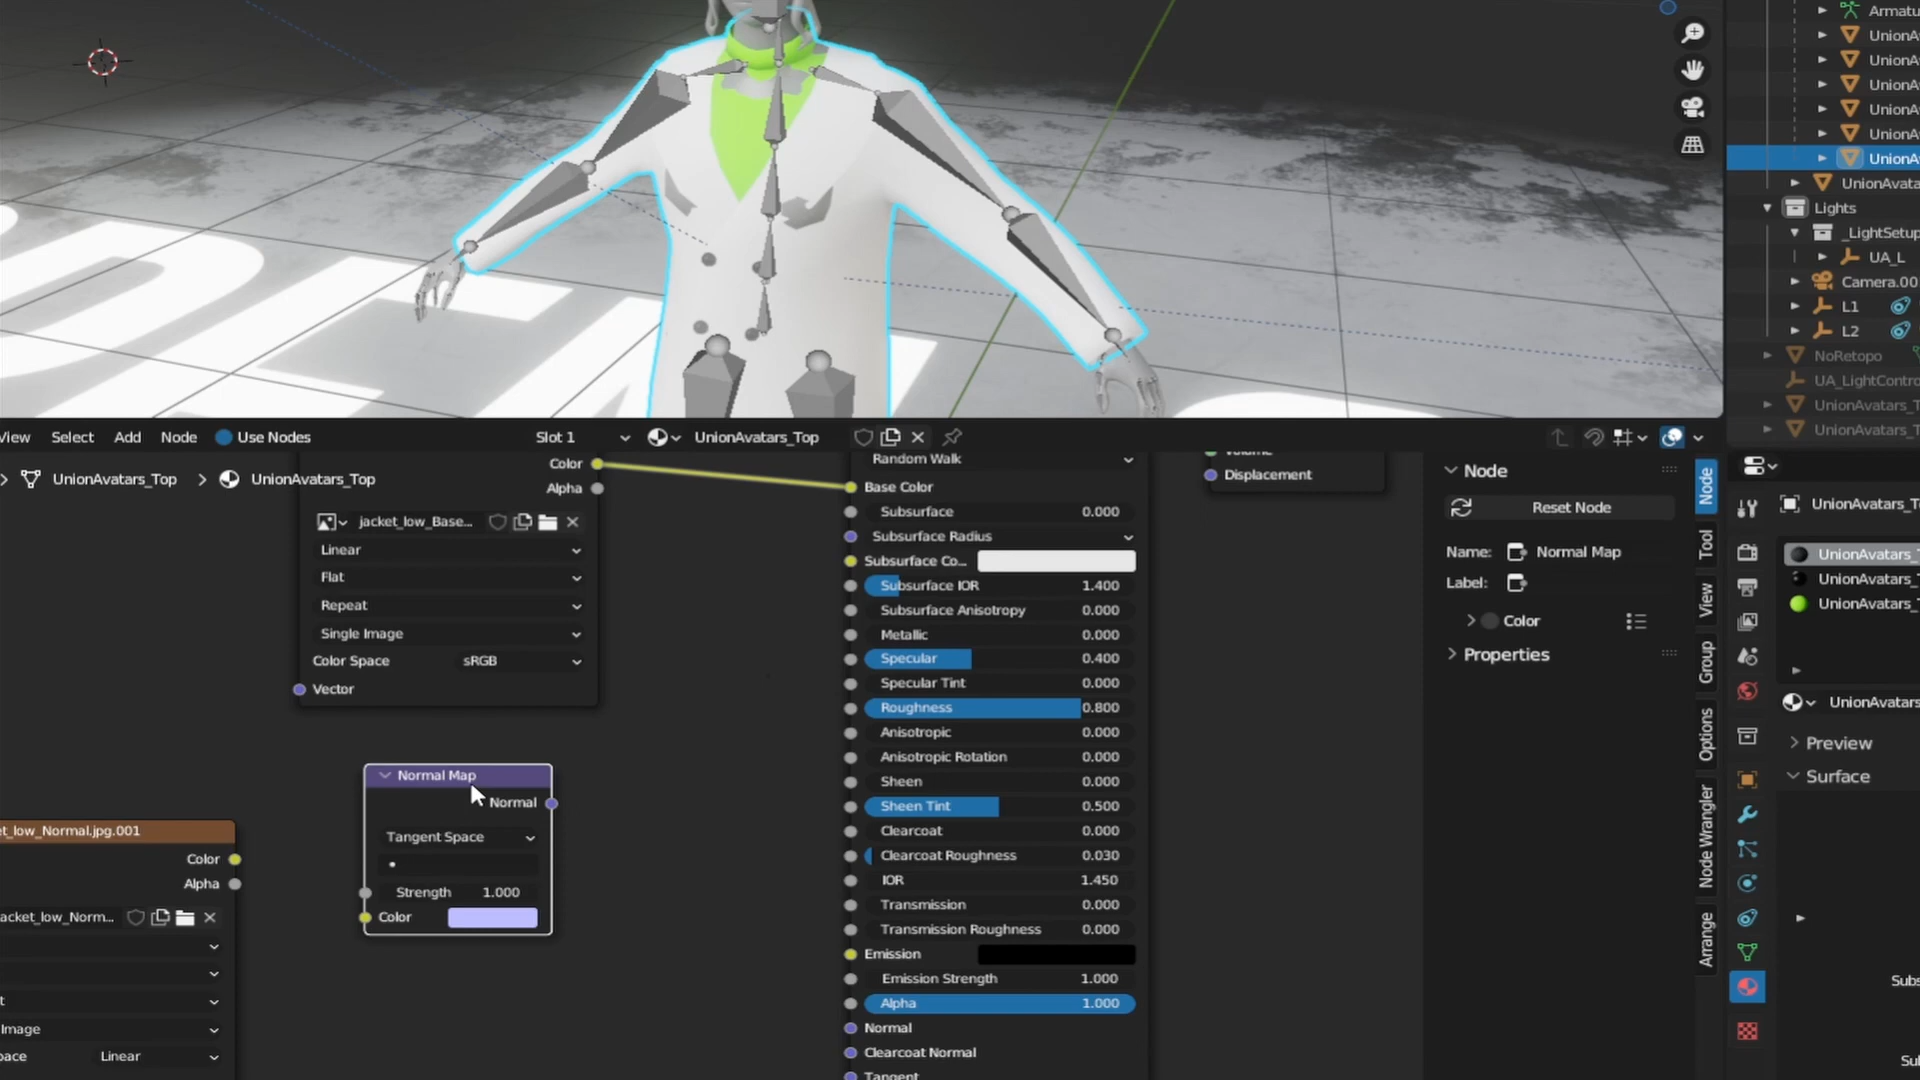 Armatu
UnionA
UnionA
UnionA
UnionA
UnionA
UnionA
UnionAvata
Lights
_LightSetup
UA_L
Camera.00
L1
L2
NoRetopo
UA_LightContro
UnionAvatars_T
UnionAvatars_T
View Select Add Node Use Nodes Slot 1 UnionAvatars_Top
UnionAvatars_Top > UnionAvatars_Top
Color
Alpha
jacket_low_Base...
Linear
Flat
Repeat
Single Image
Color Space sRGB
Vector
Normal Map
Normal
Tangent Space
Strength 1.000
Color
et_low_Normal.jpg.001
Color
Alpha
acket_low_Norm...
t
Image
pace Linear
Random Walk
Base Color
Subsurface 0.000
Subsurface Radius
Subsurface Co...
Subsurface IOR 1.400
Subsurface Anisotropy 0.000
Metallic 0.000
Specular 0.400
Specular Tint 0.000
Roughness 0.800
Anisotropic 0.000
Anisotropic Rotation 0.000
Sheen 0.000
Sheen Tint 0.500
Clearcoat 0.000
Clearcoat Roughness 0.030
IOR 1.450
Transmission 0.000
Transmission Roughness 0.000
Emission
Emission Strength 1.000
Alpha 1.000
Normal
Clearcoat Normal
Tangent
Volume
Displacement
Node
Reset Node
Name: Normal Map
Label:
Color
Properties
Node
Tool
View
Group
Options
Node Wrangler
Arrange
UnionAvatars_T
UnionAvatars_T
UnionAvatars_T
UnionAvatars_T
UnionAvatars
Preview
Surface
Subs
Sul